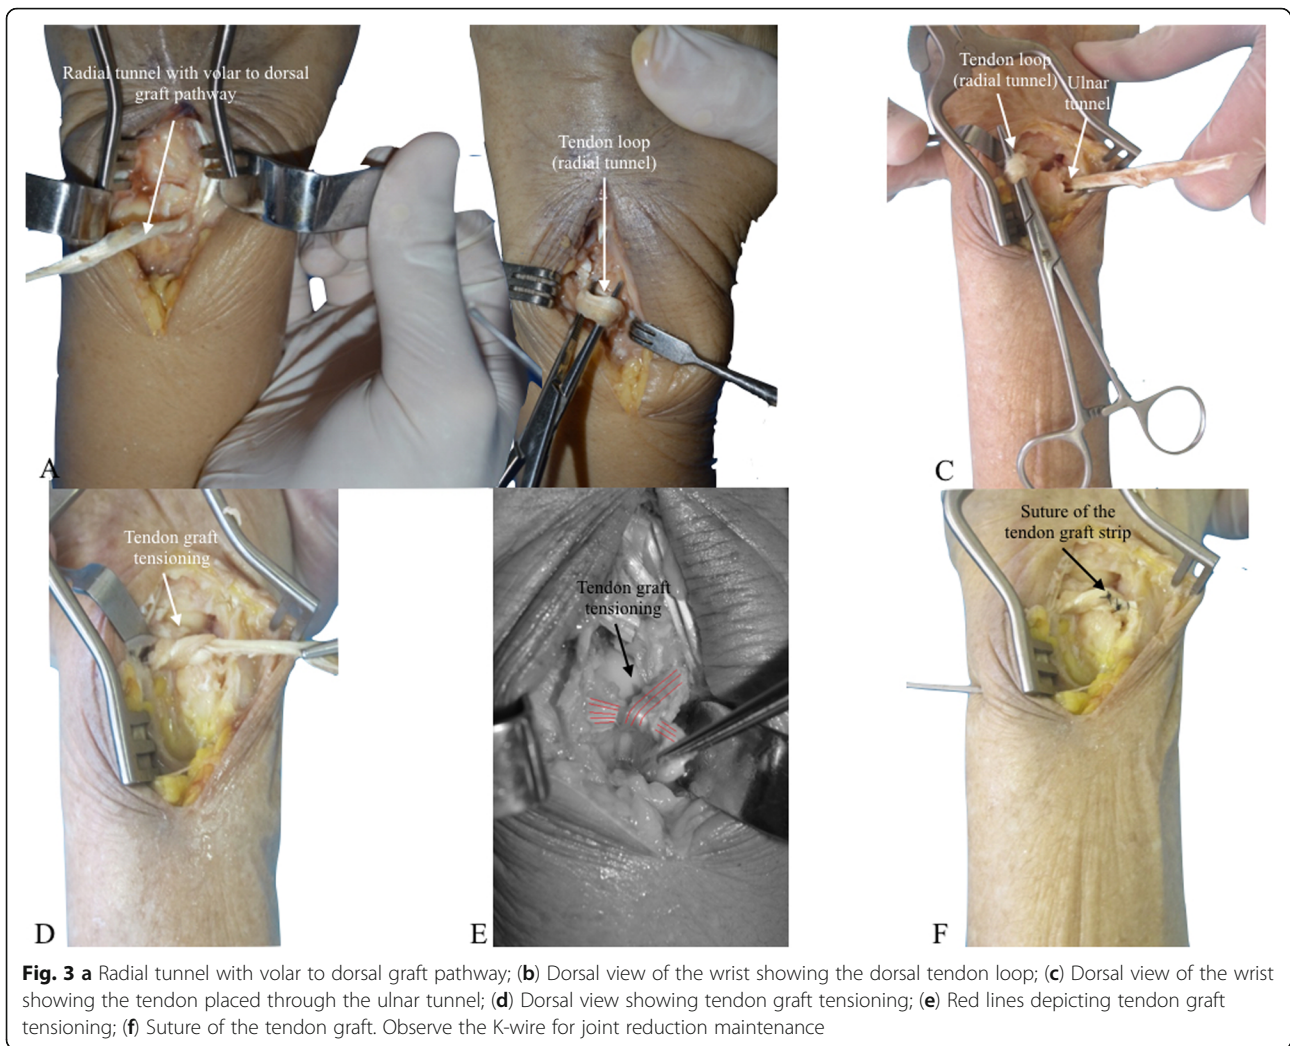 Radial tunnel with volar to dorsal
graft pathway
Tendon loop
(radial tunnel)
Tendon loop
(radial tunnel)
Ulnar
tunnel
A
C
Tendon graft
tensioning
Tendon graft
tensioning
Suture of the
tendon graft strip
D
E
F
Fig. 3 a Radial tunnel with volar to dorsal graft pathway; (b) Dorsal view of the wrist showing the dorsal tendon loop; (c) Dorsal view of the wrist
showing the tendon placed through the ulnar tunnel; (d) Dorsal view showing tendon graft tensioning; (e) Red lines depicting tendon graft
tensioning; (f) Suture of the tendon graft. Observe the K-wire for joint reduction maintenance